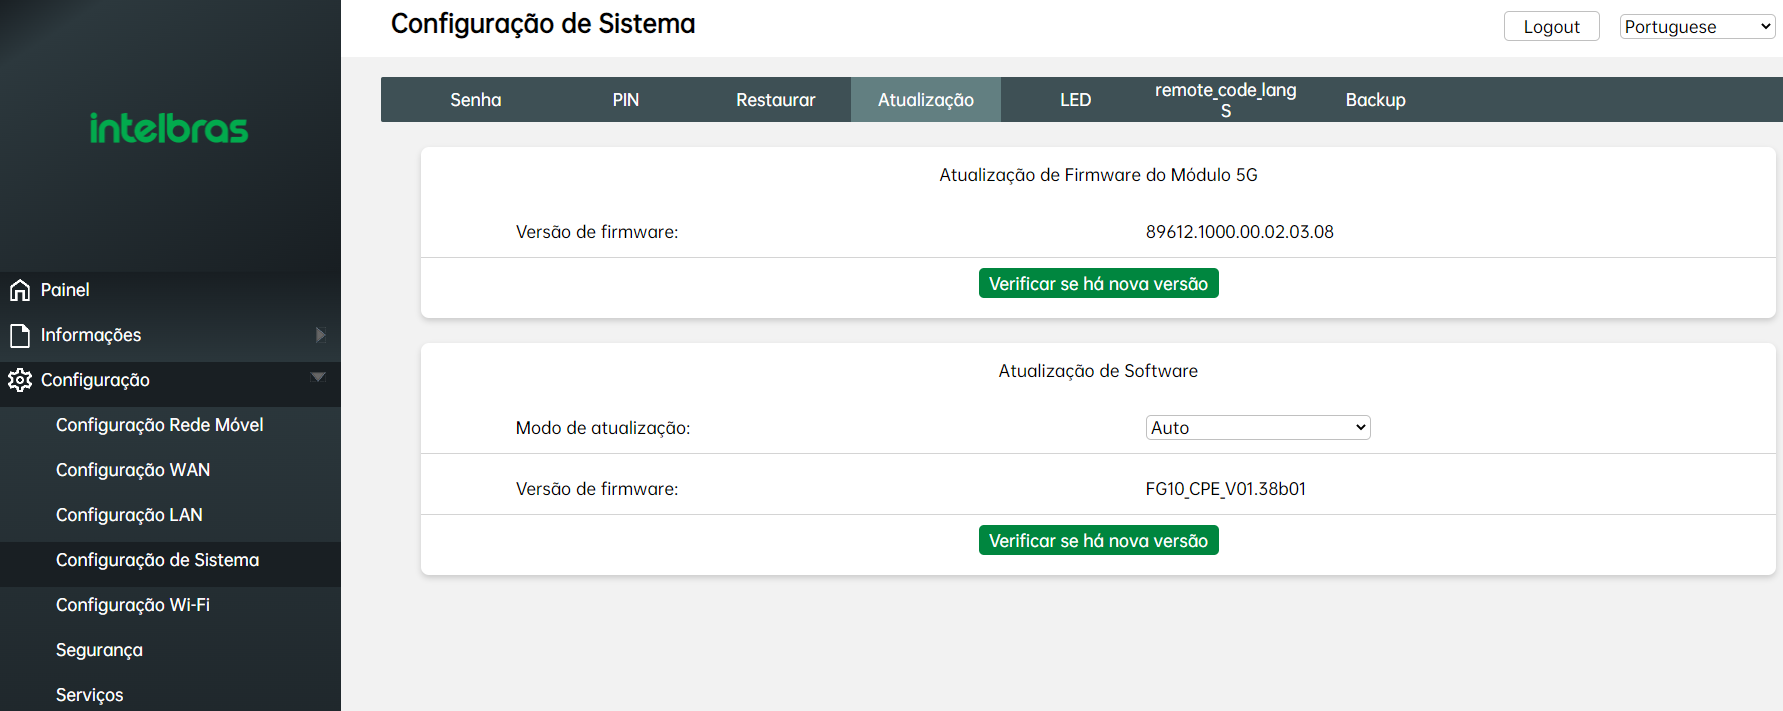 intelbras
Painel
Informações
Configuração
Configuração Rede Móvel
Configuração WAN
Configuração LAN
Configuração de Sistema
Configuração Wi-Fi
Segurança
Serviços
Configuração de Sistema
Logout
Portuguese
Senha
PIN
Restaurar
Atualização
LED
remote_code_lang
S
Backup
Atualização de Firmware do Módulo 5G
Versão de firmware:
89612.1000.00.02.03.08
Verificar se há nova versão
Atualização de Software
Modo de atualização:
Auto
Versão de firmware:
FG10_CPE_V01.38b01
Verificar se há nova versão